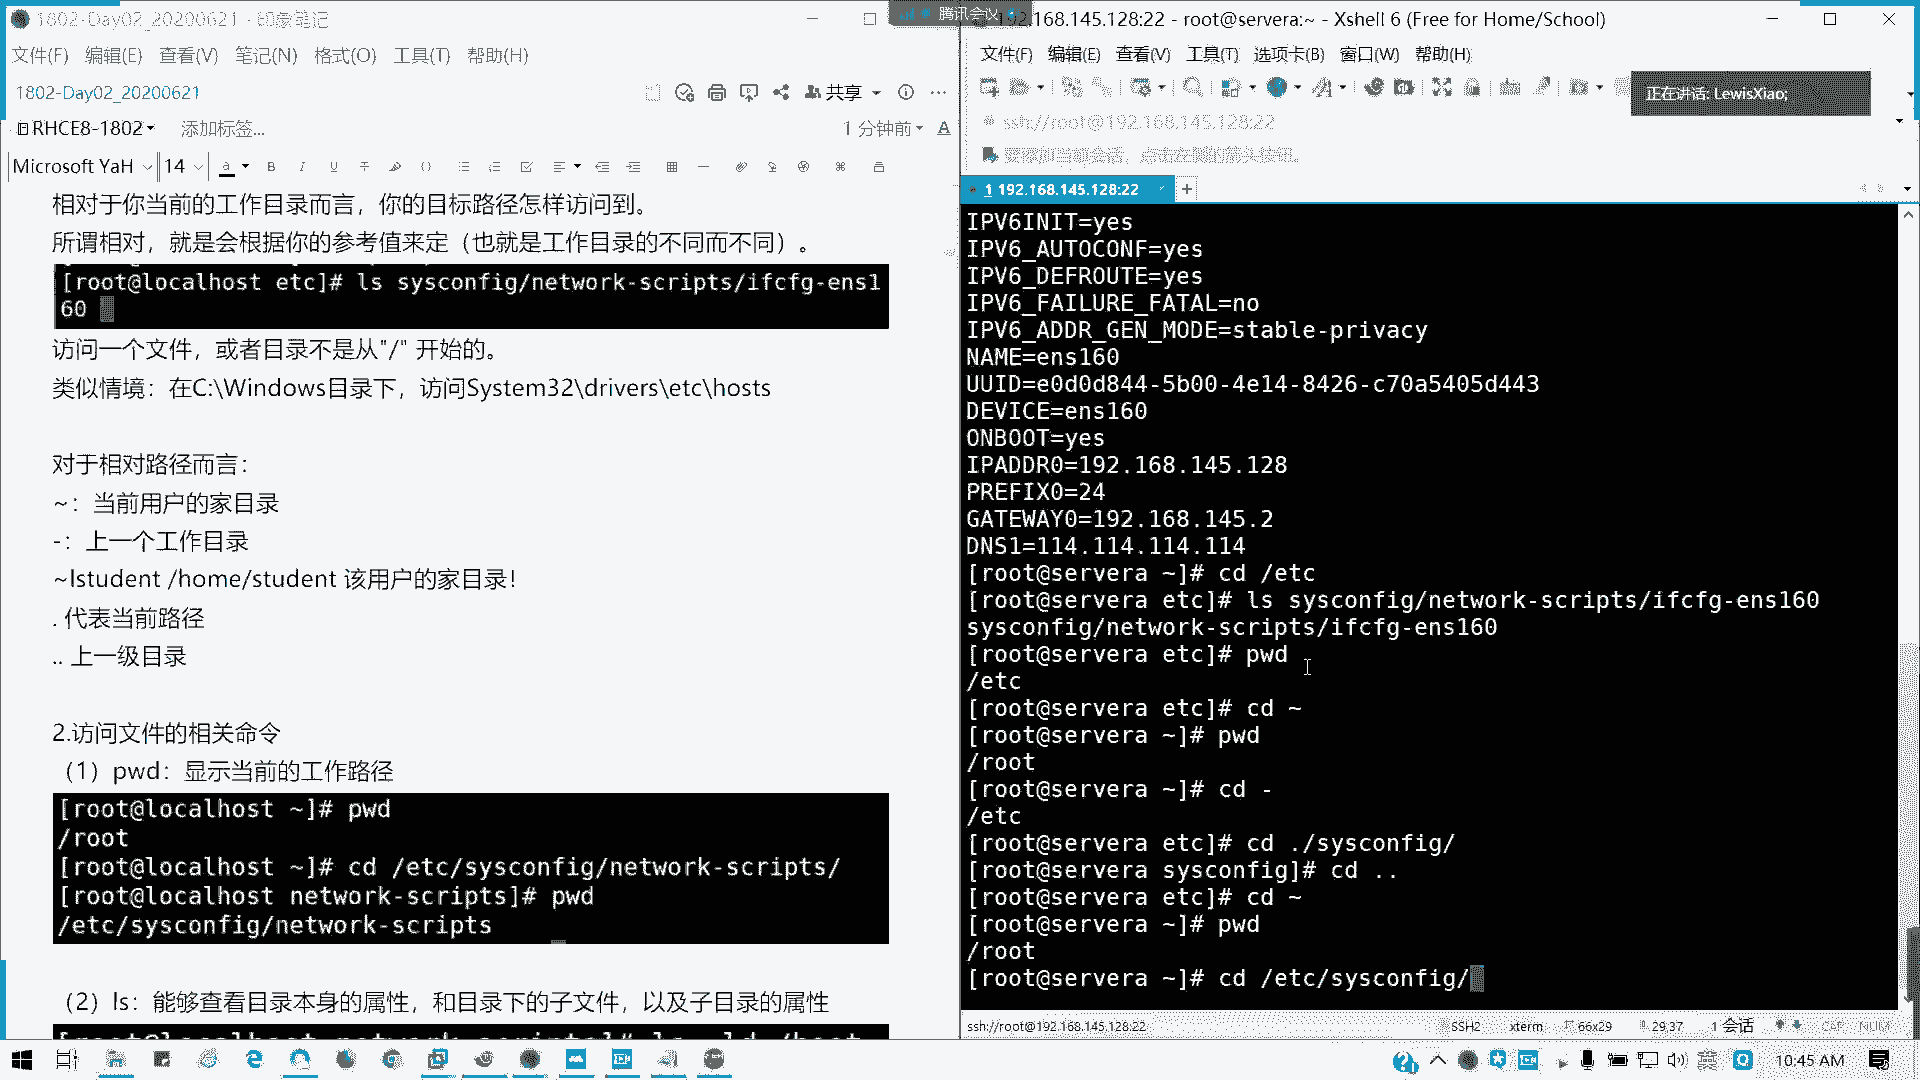 1802-Day02_20200621 - 印象笔记
文件(F) 编辑(E) 查看(V) 笔记(N) 格式(O) 工具(T) 帮助(H)
1802-Day02_20200621
共享
RHCE8-1802
添加标签...
1 分钟前
Microsoft YaH
14
相对于你当前的工作目录而言，你的目标路径怎样访问到。
所谓相对，就是会根据你的参考值来定（也就是工作目录的不同而不同）。
[root@localhost etc]# ls sysconfig/network-scripts/ifcfg-ens1
60
访问一个文件，或者目录不是从"/" 开始的。
类似情境：在C:\Windows目录下，访问System32\drivers\etc\hosts
对于相对路径而言：
~：当前用户的家目录
-：上一个工作目录
~lstudent /home/student 该用户的家目录！
. 代表当前路径
.. 上一级目录
2.访问文件的相关命令
（1）pwd：显示当前的工作路径
[root@localhost ~]# pwd
/root
[root@localhost ~]# cd /etc/sysconfig/network-scripts/
[root@localhost network-scripts]# pwd
/etc/sysconfig/network-scripts
（2）ls：能够查看目录本身的属性，和目录下的子文件，以及子目录的属性
腾讯会议
.168.145.128:22 - root@servera:~ - Xshell 6 (Free for Home/School)
文件(F) 编辑(E) 查看(V) 工具(T) 选项卡(B) 窗口(W) 帮助(H)
正在讲话: LewisXiao;
ssh://root@192.168.145.128:22
要添加当前会话，点击左侧的箭头按钮。
1 192.168.145.128:22
IPV6INIT=yes
IPV6_AUTOCONF=yes
IPV6_DEFROUTE=yes
IPV6_FAILURE_FATAL=no
IPV6_ADDR_GEN_MODE=stable-privacy
NAME=ens160
UUID=e0d0d844-5b00-4e14-8426-c70a5405d443
DEVICE=ens160
ONBOOT=yes
IPADDR0=192.168.145.128
PREFIX0=24
GATEWAY0=192.168.145.2
DNS1=114.114.114.114
[root@servera ~]# cd /etc
[root@servera etc]# ls sysconfig/network-scripts/ifcfg-ens160
sysconfig/network-scripts/ifcfg-ens160
[root@servera etc]# pwd
/etc
[root@servera etc]# cd ~
[root@servera ~]# pwd
/root
[root@servera ~]# cd -
/etc
[root@servera etc]# cd ./sysconfig/
[root@servera sysconfig]# cd ..
[root@servera etc]# cd ~
[root@servera ~]# pwd
/root
[root@servera ~]# cd /etc/sysconfig/
ssh://root@192.168.145.128:22
SSH2
xterm
66x29
29,37
1 会话
CAP NUM
10:45 AM